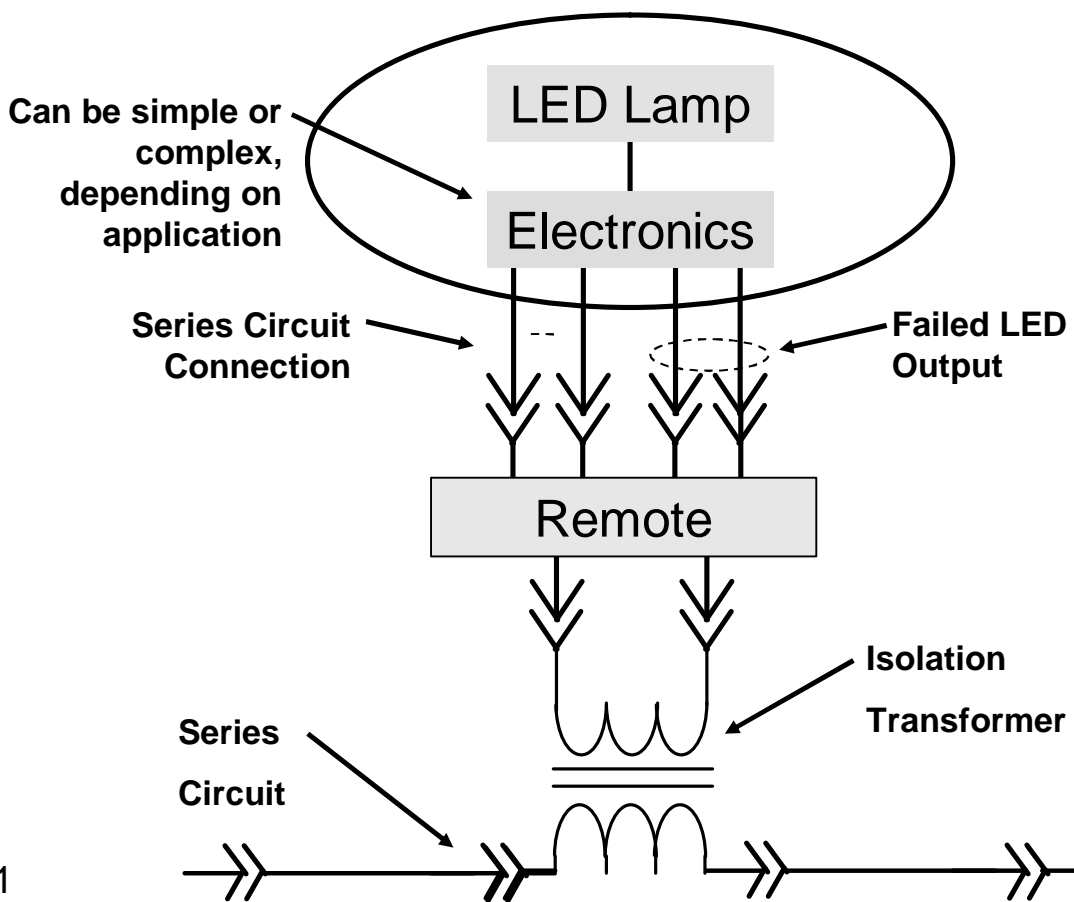 LED Lamp
Can be simple or
complex,
depending on
application
Electronics
Series Circuit
Connection
Failed LED
Output
Remote
Isolation
Transformer
Series
Circuit
1